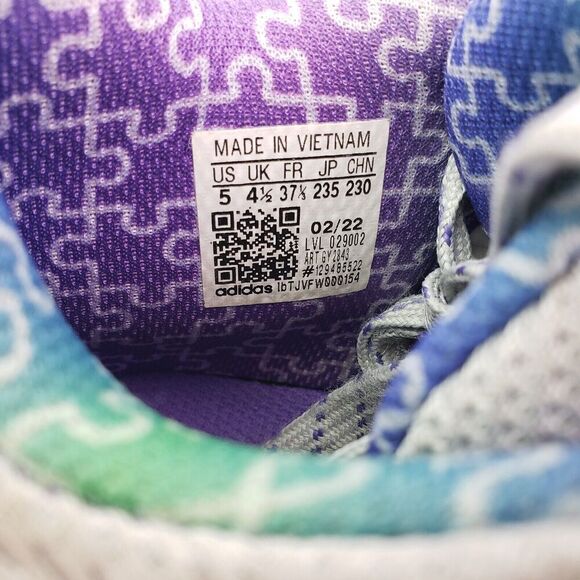 MADE IN VIETNAM
US UK FR JP CHN
5 4½ 37⅓ 235 230
02/22
LVL 029002
ART GY2843
#129485522
adidas lbTJVFW000154